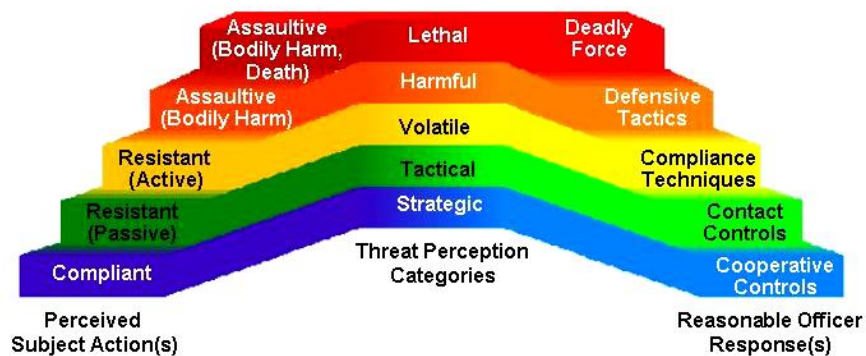 Assaultive
(Bodily Harm,
Death)
Lethal
Deadly
Force
Assaultive
(Bodily Harm)
Harmful
Defensive
Tactics
Resistant
(Active)
Volatile
Compliance
Techniques
Resistant
(Passive)
Tactical
Contact
Controls
Compliant
Strategic
Cooperative
Controls
Perceived
Subject Action(s)
Threat Perception
Categories
Reasonable Officer
Response(s)